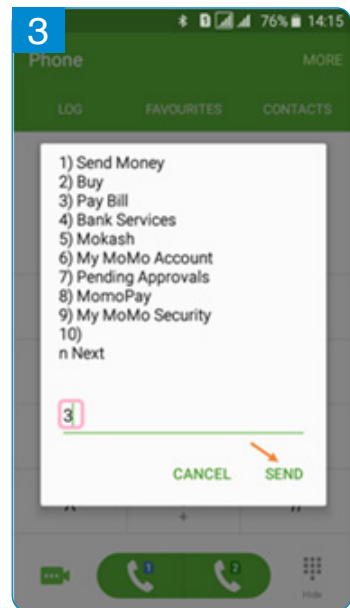 3
76% 14:15
Phone MORE
LOG FAVOURITES CONTACTS
1) Send Money
2) Buy
3) Pay Bill
4) Bank Services
5) Mokash
6) My MoMo Account
7) Pending Approvals
8) MomoPay
9) My MoMo Security
10)
n Next
3
CANCEL SEND
1 2
Hide